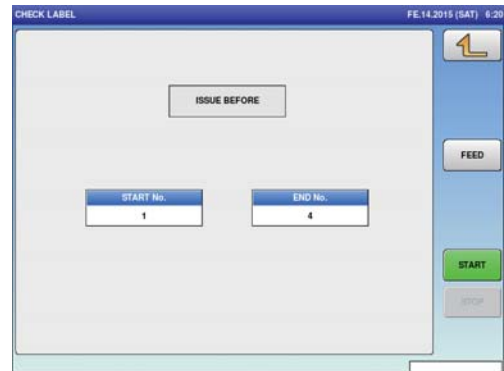 CHECK LABEL FE.14.2015 (SAT) 6:20
ISSUE BEFORE
FEED
START No. END No.
1 4
START
STOP